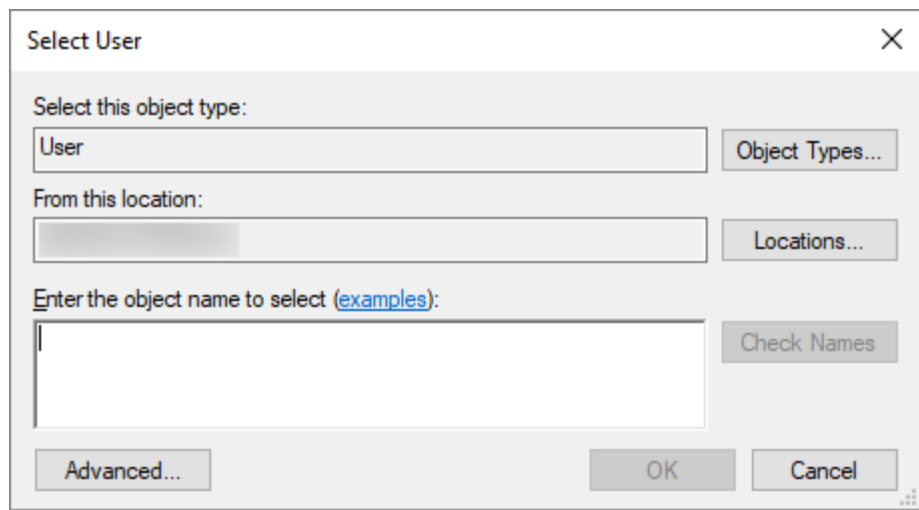 Select User
Select this object type:
User
Object Types...
From this location:
Locations...
Enter the object name to select (examples):
Check Names
Advanced...
OK
Cancel